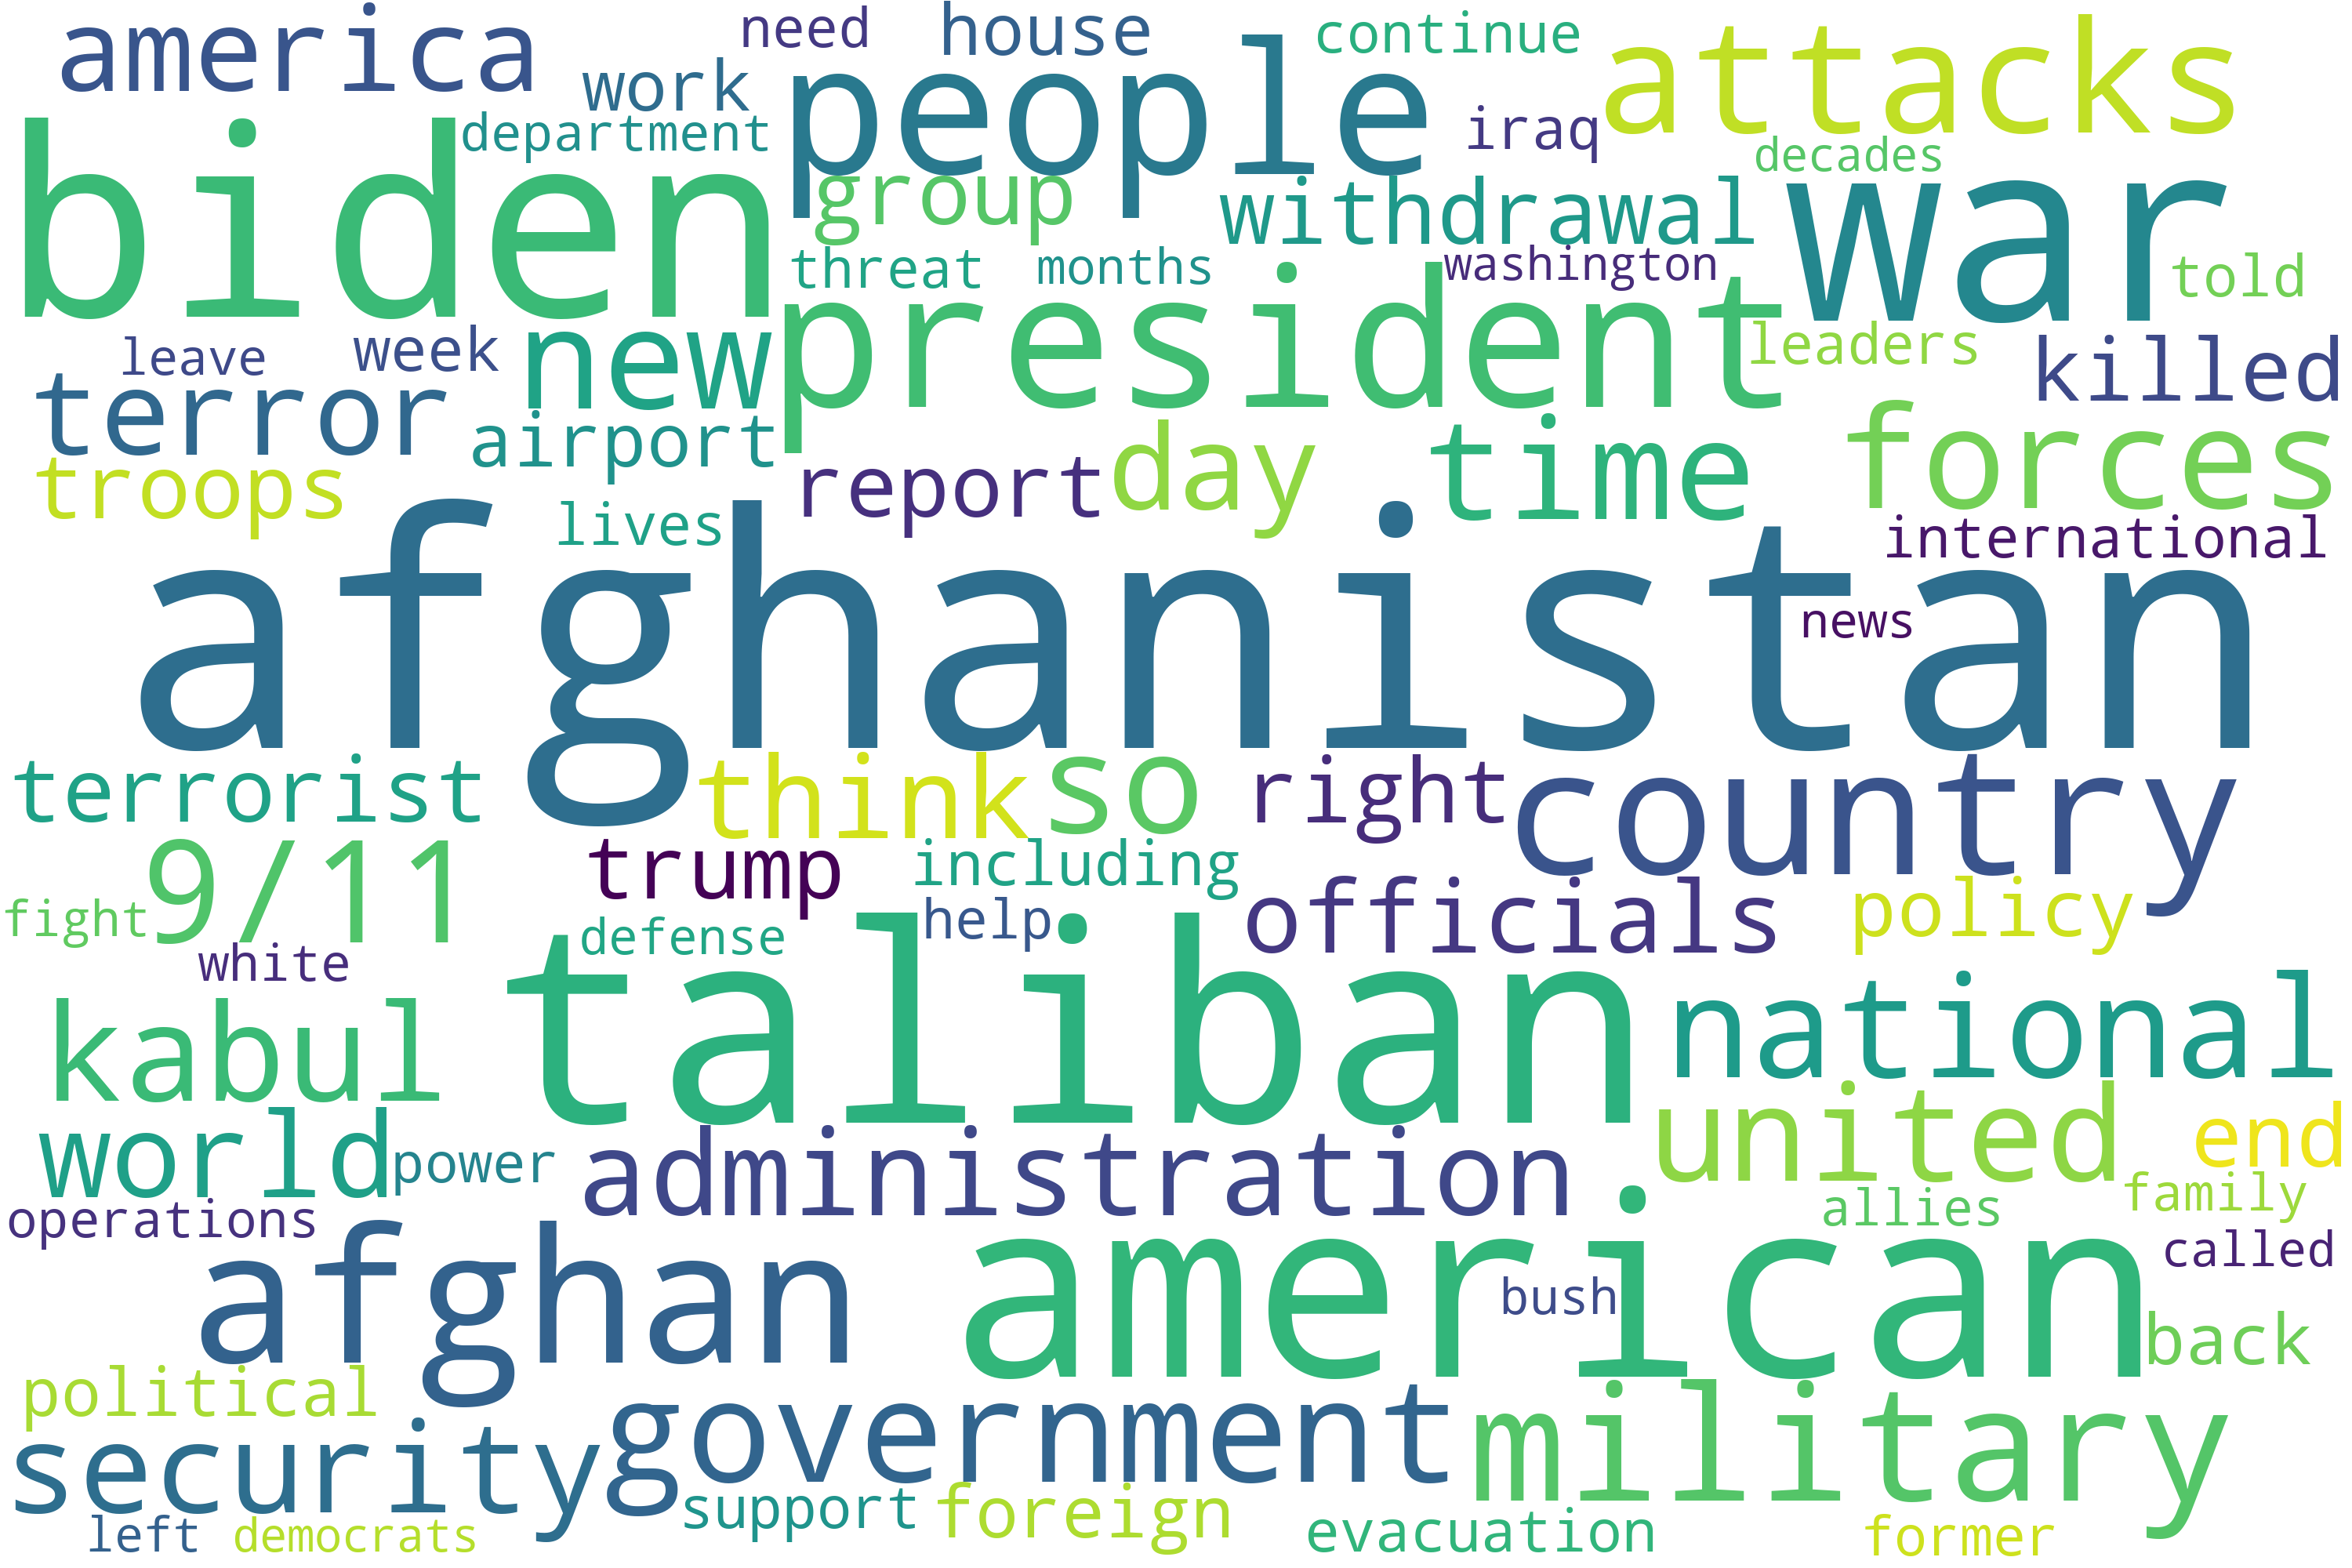 america
need
house
continue
attacks
work
people
department
iraq
decades
biden
group
withdrawal
war
threat
months
washington
told
president
leave
week
new
leaders
killed
terror
airport
troops
report
day
time
forces
lives
international
afghanistan
news
terrorist
think
so
right
country
9/11
trump
including
officials
policy
fight
defense
help
white
taliban
kabul
national
world
power
administration
united
end
family
allies
operations
called
afghan
american
bush
back
political
security
government
military
support
foreign
evacuation
former
left
democrats